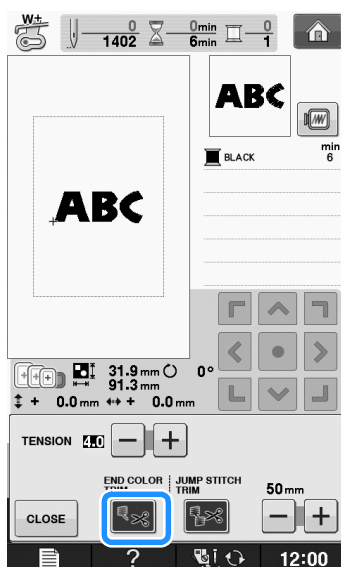 W+
0 0min 0
1402 6min 1
ABC
min
BLACK 6
ABC
31.9 mm 0°
91.3 mm
+ 0.0 mm + 0.0 mm
TENSION 4.0 − +
END COLOR TRIM JUMP STITCH TRIM 50 mm
CLOSE − +
? 12:00